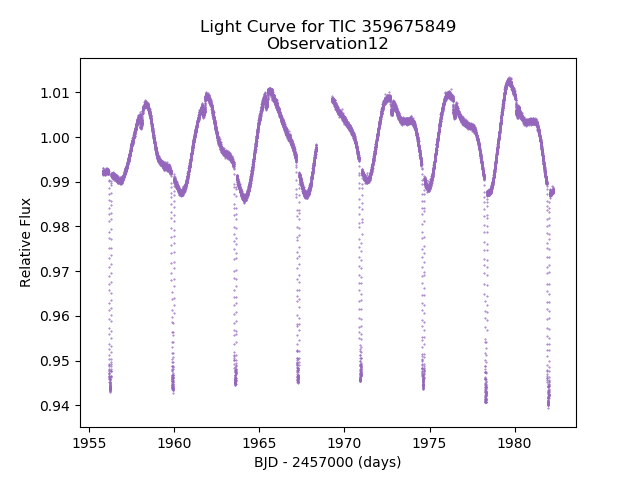 Light Curve for TIC 359675849
Observation12
1.01
1.00
0.99
0.98
0.97
0.96
0.95
0.94
Relative Flux
1955 1960 1965 1970 1975 1980
BJD - 2457000 (days)